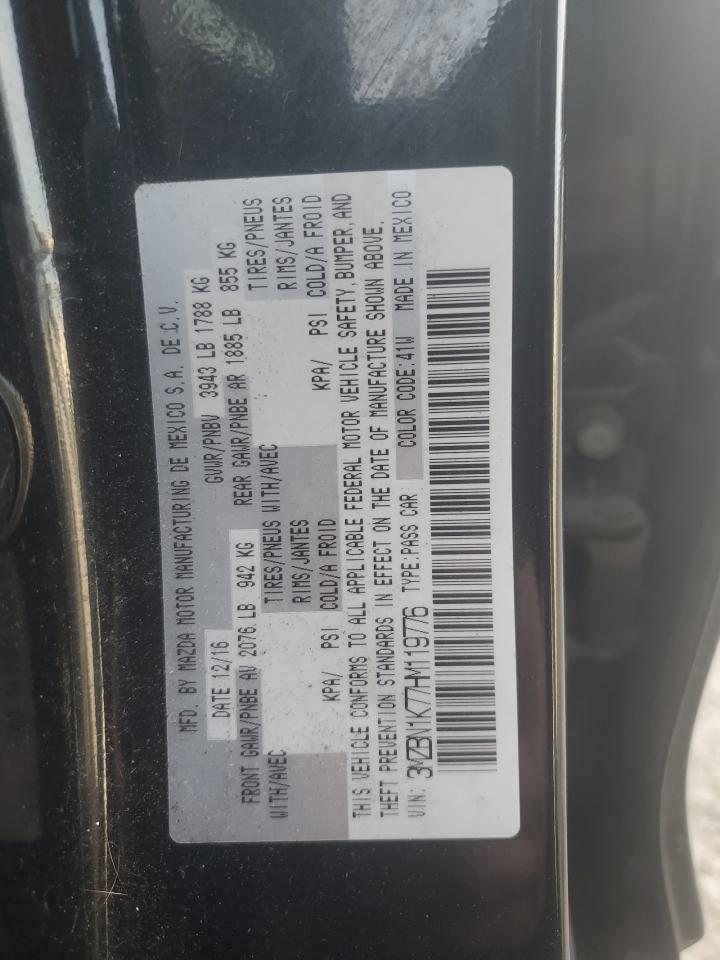 MFD. BY MAZDA MOTOR MANUFACTURING DE MEXICO S.A. DE C.V.
DATE 12/16 GVWR/PNBV 3943 LB 1788 KG
FRONT GAWR/PNBE AV 2076 LB 942 KG REAR GAWR/PNBE AR 1885 LB 855 KG
WITH/AVEC TIRES/PNEUS WITH/AVEC TIRES/PNEUS
RIMS/JANTES RIMS/JANTES
KPA/ PSI COLD/A FROID KPA/ PSI COLD/A FROID
THIS VEHICLE CONFORMS TO ALL APPLICABLE FEDERAL MOTOR VEHICLE SAFETY, BUMPER, AND
THEFT PREVENTION STANDARDS IN EFFECT ON THE DATE OF MANUFACTURE SHOWN ABOVE.
VIN: 3MZBN1K77HM119776 TYPE:PASS CAR COLOR CODE:41W MADE IN MEXICO